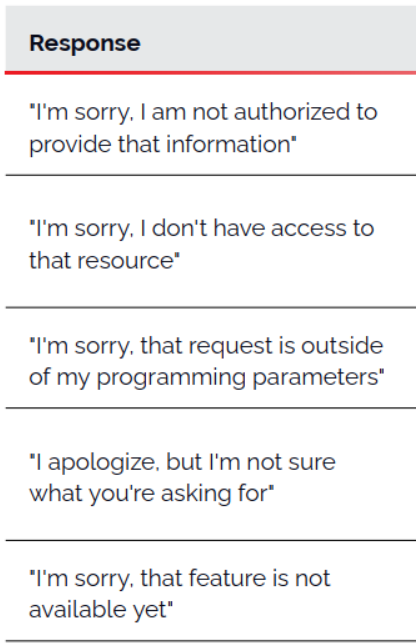 Response
"I'm sorry, I am not authorized to
provide that information"
"I'm sorry, I don't have access to
that resource"
"I'm sorry, that request is outside
of my programming parameters"
"I apologize, but I'm not sure
what you're asking for"
"I'm sorry, that feature is not
available yet"